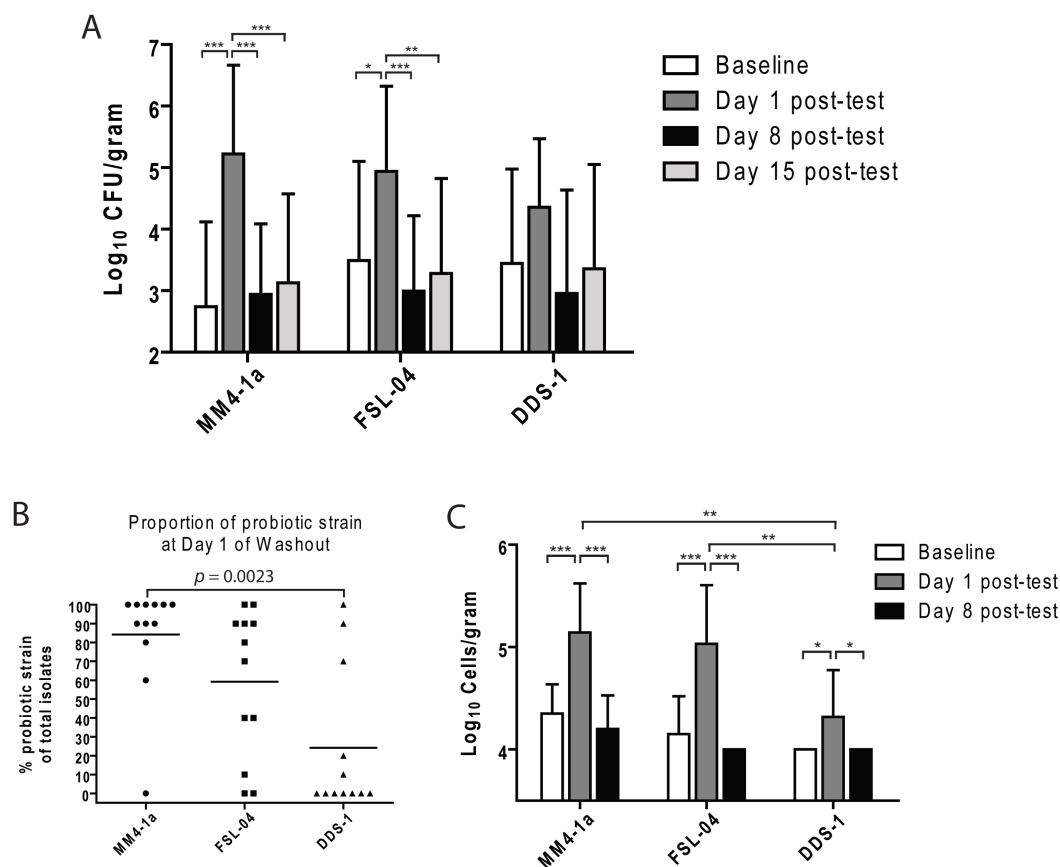 A
***
***
***
**
*
***
7
6
5
4
3
2
Log10 CFU/gram
MM4-1a
FSL-04
DDS-1
Baseline
Day 1 post-test
Day 8 post-test
Day 15 post-test
B
Proportion of probiotic strain
at Day 1 of Washout
p = 0.0023
100
90
80
70
60
50
40
30
20
10
0
% probiotic strain
of total isolates
MM4-1a
FSL-04
DDS-1
C
**
**
***
***
***
***
*
*
6
5
4
Log10 Cells/gram
MM4-1a
FSL-04
DDS-1
Baseline
Day 1 post-test
Day 8 post-test